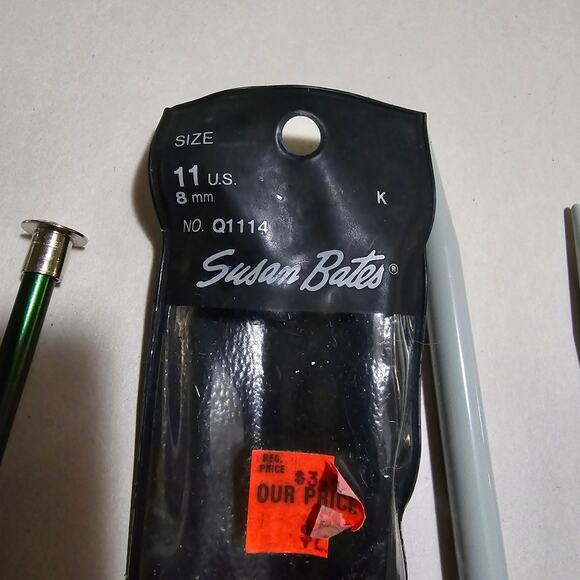 SIZE
11 U.S.
8 mm
K
NO. Q1114
Susan Bates®
REG.
PRICE
$3
OUR PRICE